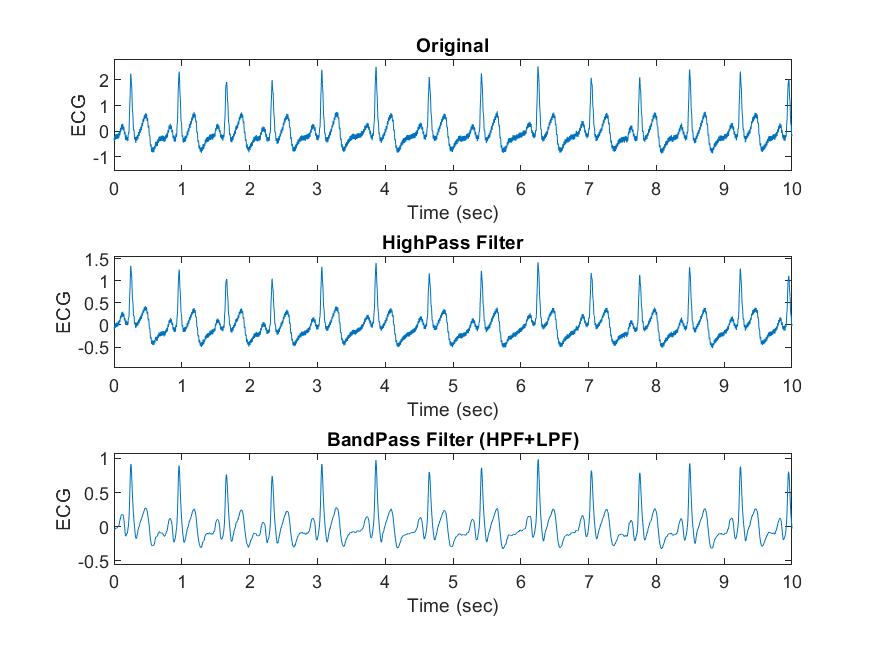 Original
2
1
0
-1
ECG
0 1 2 3 4 5 6 7 8 9 10
Time (sec)
HighPass Filter
1.5
1
0.5
0
-0.5
ECG
0 1 2 3 4 5 6 7 8 9 10
Time (sec)
BandPass Filter (HPF+LPF)
1
0.5
0
-0.5
ECG
0 1 2 3 4 5 6 7 8 9 10
Time (sec)